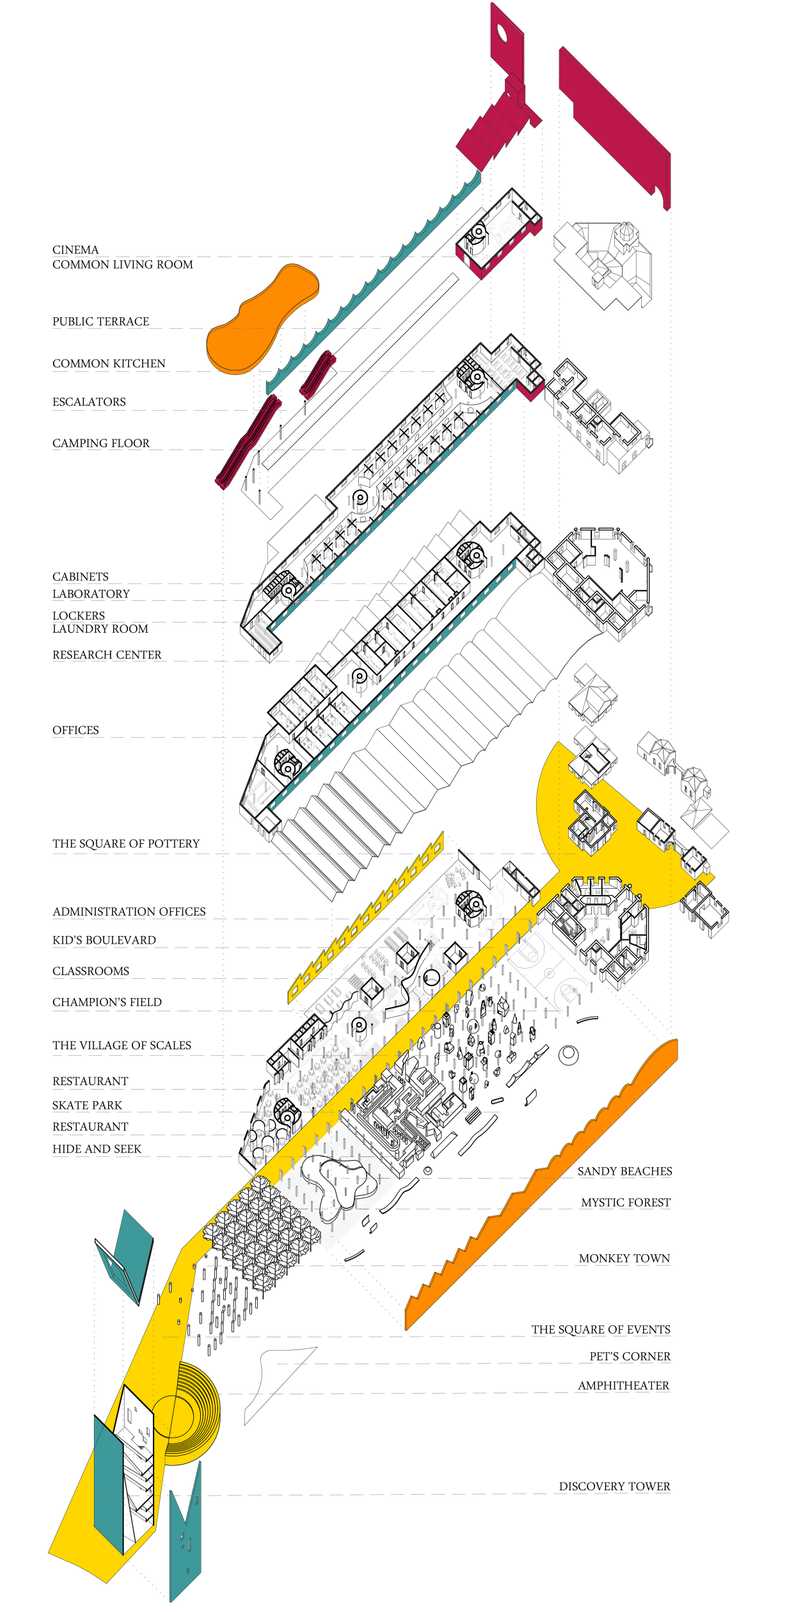 CINEMA
COMMON LIVING ROOM
PUBLIC TERRACE
COMMON KITCHEN
ESCALATORS
CAMPING FLOOR
CABINETS
LABORATORY
LOCKERS
LAUNDRY ROOM
RESEARCH CENTER
OFFICES
THE SQUARE OF POTTERY
ADMINISTRATION OFFICES
KID'S BOULEVARD
CLASSROOMS
CHAMPION'S FIELD
THE VILLAGE OF SCALES
RESTAURANT
SKATE PARK
RESTAURANT
HIDE AND SEEK
SANDY BEACHES
MYSTIC FOREST
MONKEY TOWN
THE SQUARE OF EVENTS
PET'S CORNER
AMPHITHEATER
DISCOVERY TOWER